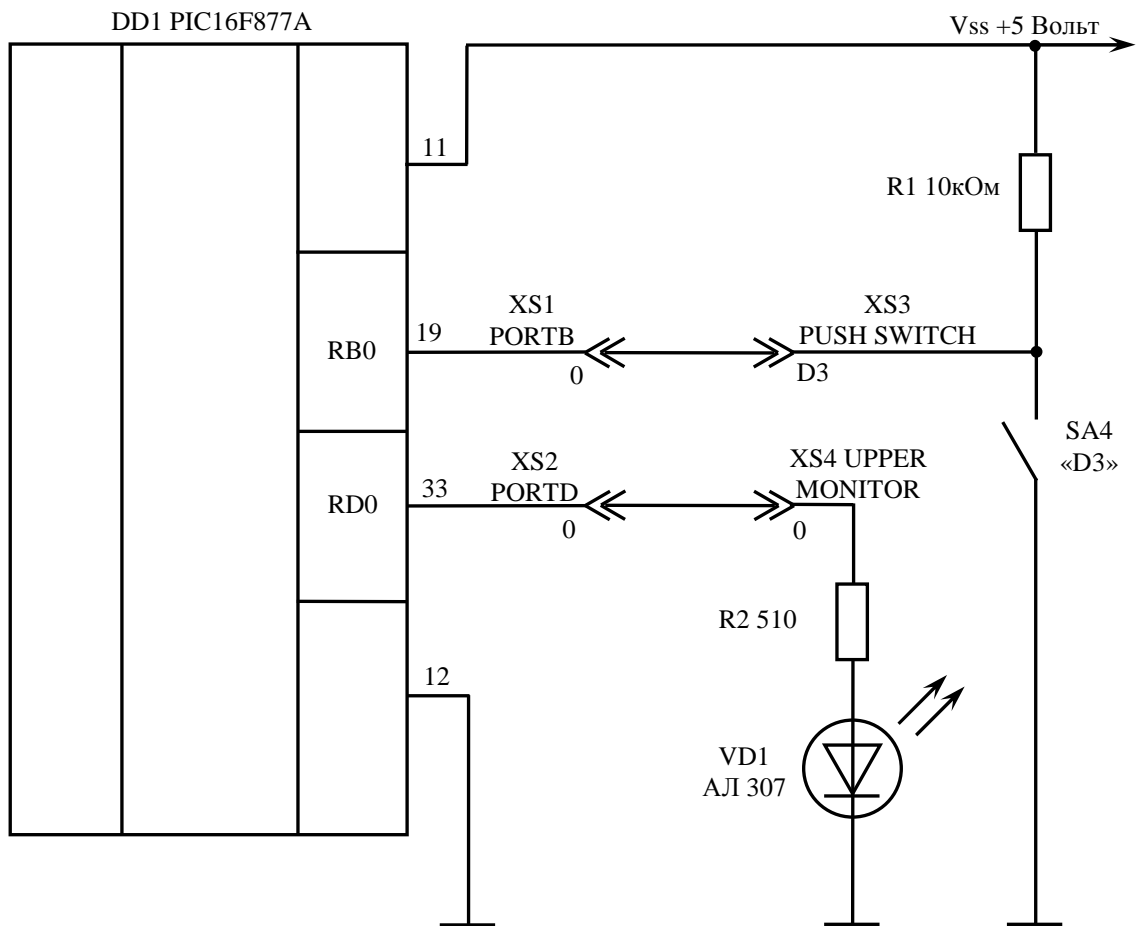 DD1 PIC16F877A
Vss +5 Вольт
11
R1 10кОм
XS1
PORTB
XS3
PUSH SWITCH
RB0
19
0
D3
SA4
«D3»
XS2
PORTD
XS4 UPPER
MONITOR
RD0
33
0
0
R2 510
12
VD1
АЛ 307